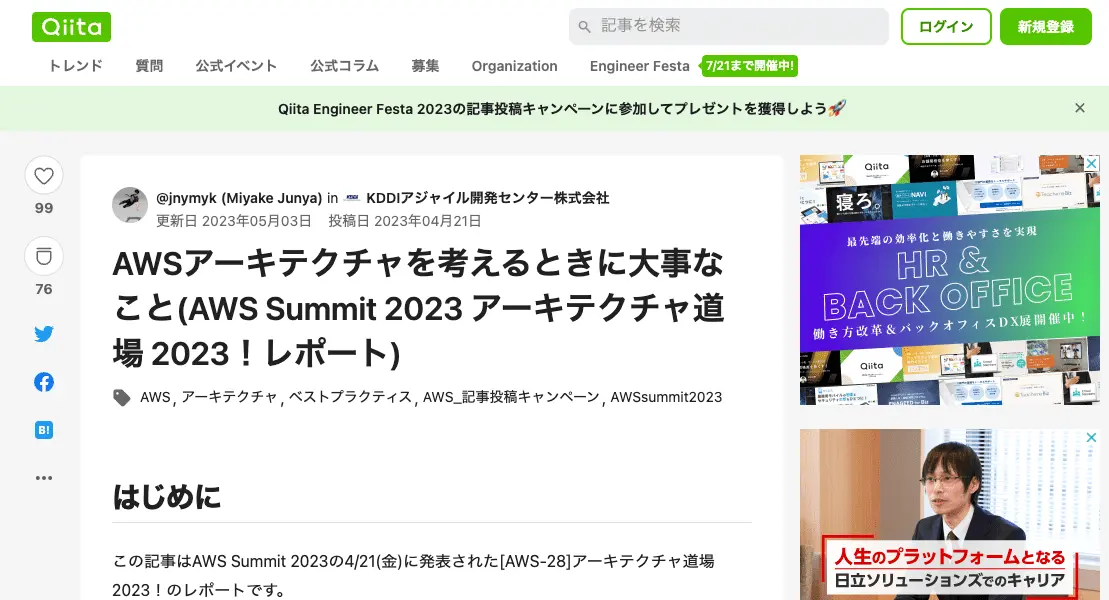 Qiita
記事を検索
ログイン
新規登録
トレンド
質問
公式イベント
公式コラム
募集
Organization
Engineer Festa
7/21まで開催中!
Qiita Engineer Festa 2023の記事投稿キャンペーンに参加してプレゼントを獲得しよう🚀
99
76
B!
@jnymyk (Miyake Junya) in KDDIアジャイル開発センター株式会社
更新日 2023年05月03日 投稿日 2023年04月21日
AWSアーキテクチャを考えるときに大事な
こと(AWS Summit 2023 アーキテクチャ道
場 2023！レポート)
AWS, アーキテクチャ, ベストプラクティス, AWS_記事投稿キャンペーン, AWSsummit2023
はじめに
この記事はAWS Summit 2023の4/21(金)に発表された[AWS-28]アーキテクチャ道場
2023！のレポートです。
Qiita
NAVI
寝ろ。
最先端の効率化と働きやすさを実現
HR &
BACK OFFICE
働き方改革＆バックオフィスDX展開催中！
Qiita
人生のプラットフォームとなる
日立ソリューションズでのキャリア